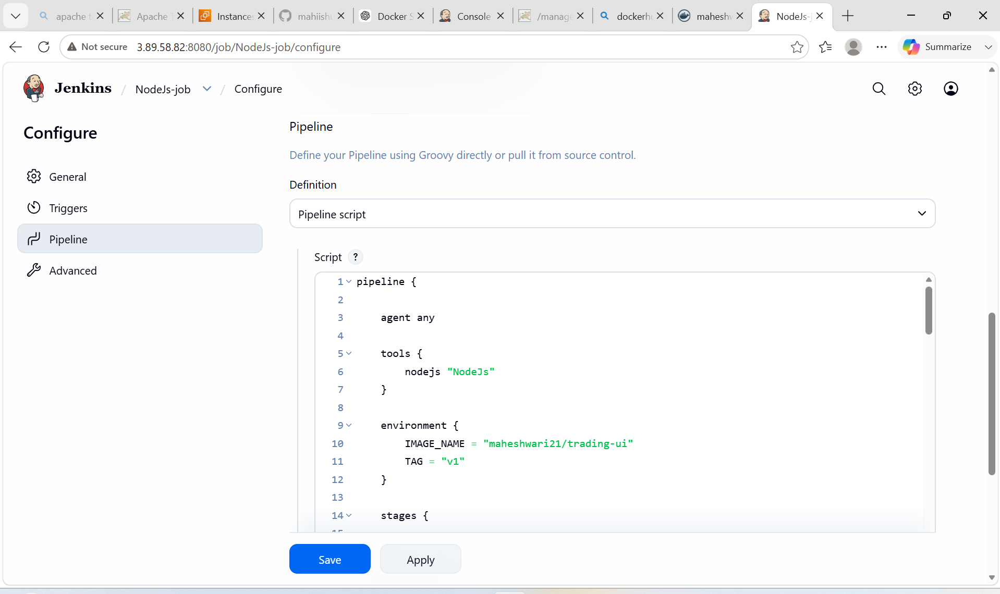 apache t
Apache T
Instances
mahiishu
Docker S
Console
/manage
dockerhu
maheshw
NodeJs-j
Not secure
3.89.58.82:8080/job/NodeJs-job/configure
Summarize
Jenkins / NodeJs-job / Configure
Configure
General
Triggers
Pipeline
Advanced
Pipeline
Define your Pipeline using Groovy directly or pull it from source control.
Definition
Pipeline script
Script ?
1 pipeline {
2
3 agent any
4
5 tools {
6 nodejs "NodeJs"
7 }
8
9 environment {
10 IMAGE_NAME = "maheshwari21/trading-ui"
11 TAG = "v1"
12 }
13
14 stages {
15
Save
Apply